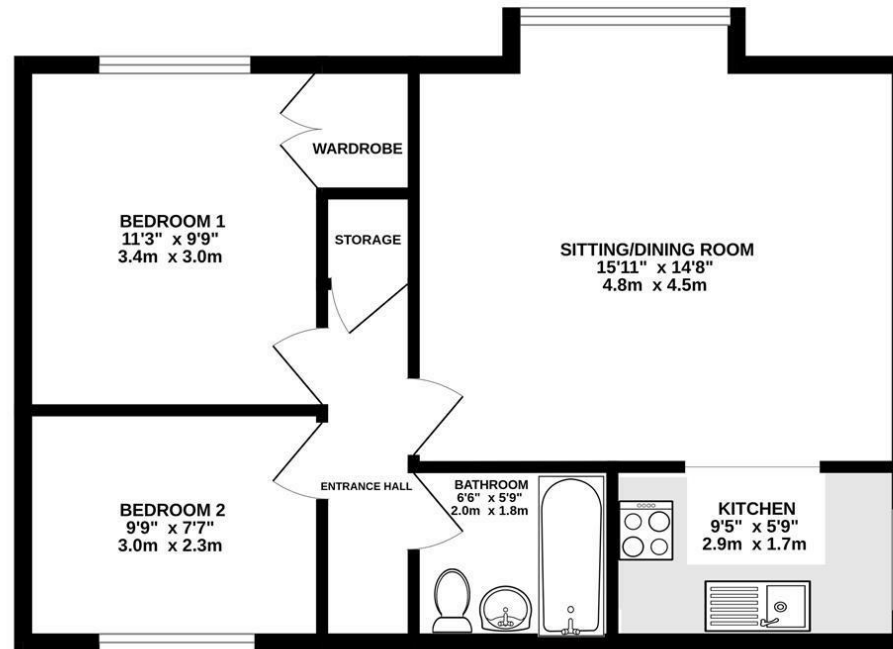 WARDROBE
BEDROOM 1
11'3" x 9'9"
3.4m x 3.0m
STORAGE
SITTING/DINING ROOM
15'11" x 14'8"
4.8m x 4.5m
ENTRANCE HALL
BATHROOM
6'6" x 5'9"
2.0m x 1.8m
BEDROOM 2
9'9" x 7'7"
3.0m x 2.3m
KITCHEN
9'5" x 5'9"
2.9m x 1.7m